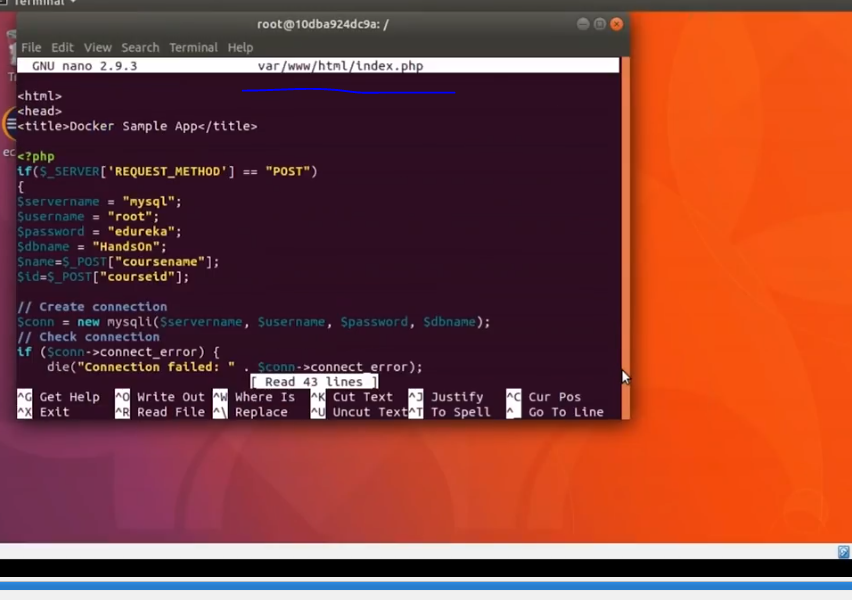 Terminal
root@10dba924dc9a: /
File Edit View Search Terminal Help
GNU nano 2.9.3 var/www/html/index.php
<html>
<head>
<title>Docker Sample App</title>
<?php
if($_SERVER['REQUEST_METHOD'] == "POST")
{
$servername = "mysql";
$username = "root";
$password = "edureka";
$dbname = "HandsOn";
$name=$_POST["coursename"];
$id=$_POST["courseid"];
// Create connection
$conn = new mysqli($servername, $username, $password, $dbname);
// Check connection
if ($conn->connect_error) {
die("Connection failed: " . $conn->connect_error);
[ Read 43 lines ]
^G Get Help ^O Write Out ^W Where Is ^K Cut Text ^J Justify ^C Cur Pos
^X Exit ^R Read File ^\ Replace ^U Uncut Text ^T To Spell ^_ Go To Line